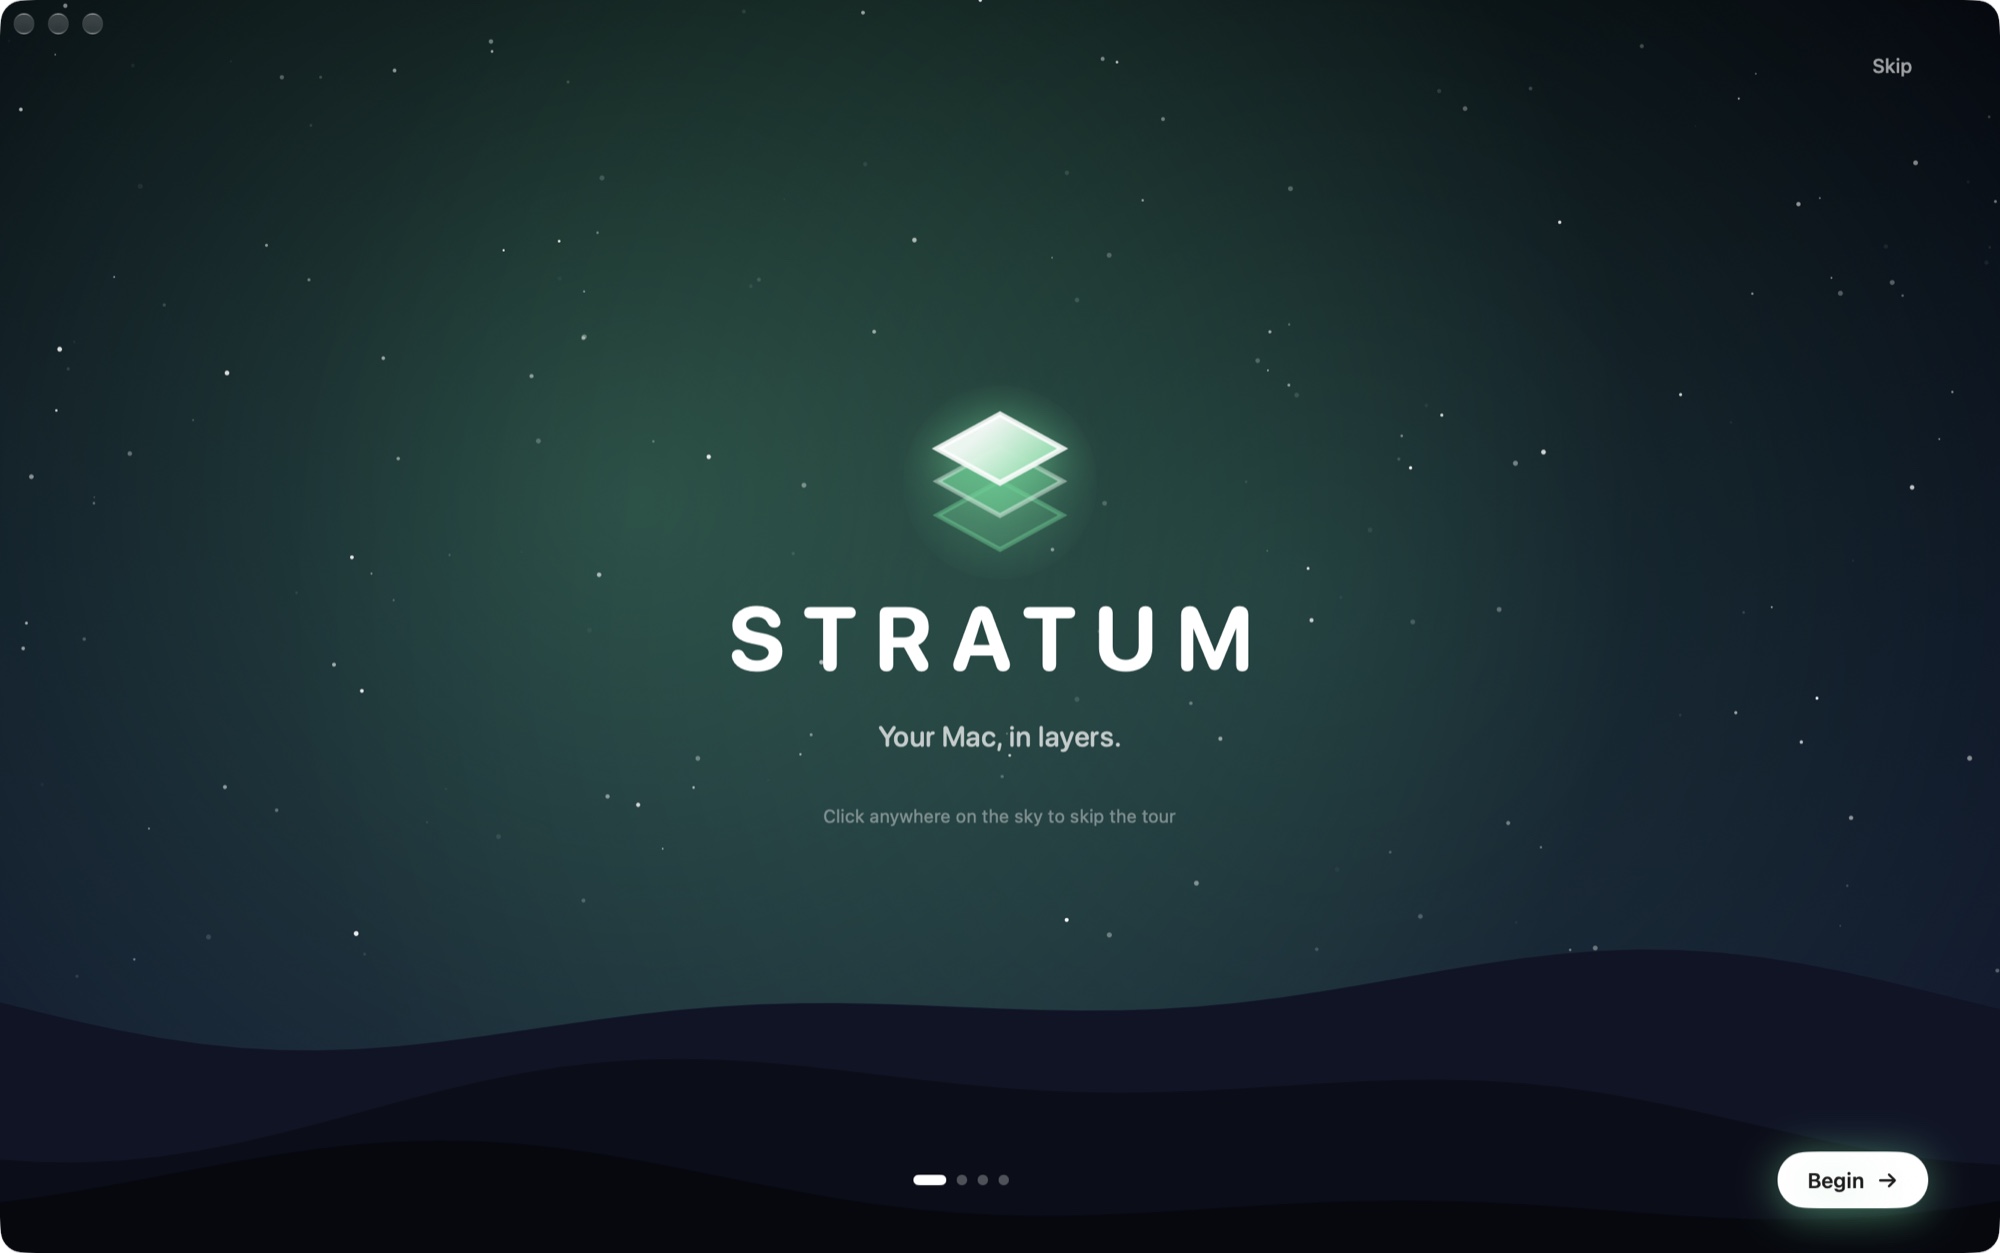 Skip
STRATUM
Your Mac, in layers.
Click anywhere on the sky to skip the tour
Begin →